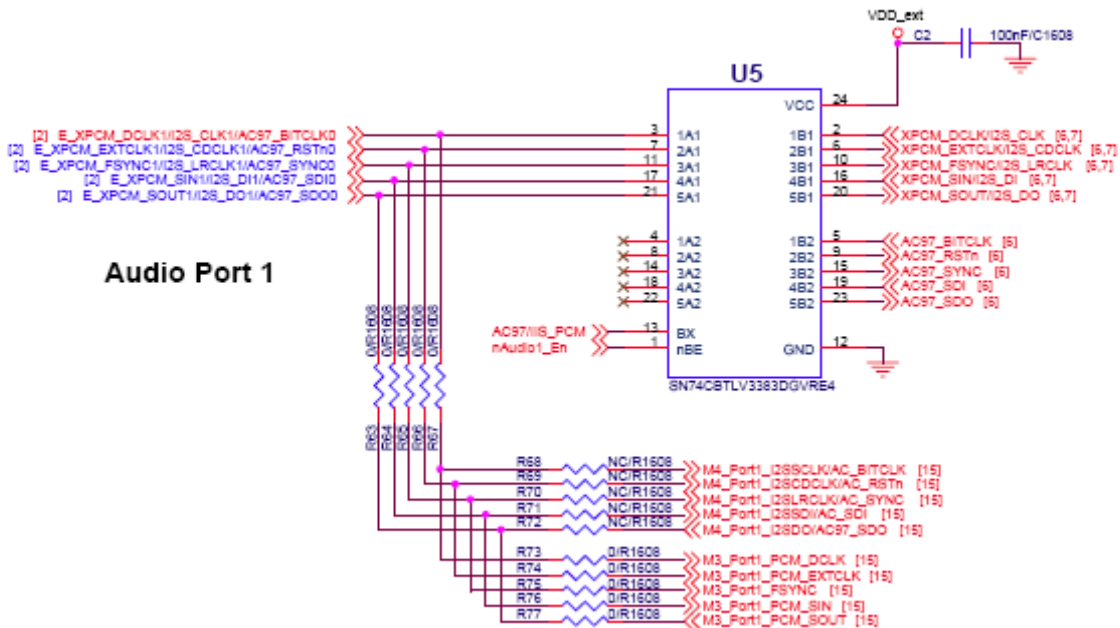 VDD_ext
C2 100nF/C1608
U5
VCC 24
[2] E_XPCM_DCLK1/I2S_CLK1/AC97_BITCLK0 3 1A1 1B1 2 XPCM_DCLK/I2S_CLK [6,7]
[2] E_XPCM_EXTCLK1/I2S_CDCLK1/AC97_RSTn0 7 2A1 2B1 6 XPCM_EXTCLK/I2S_CDCLK [6,7]
[2] E_XPCM_FSYNC1/I2S_LRCLK1/AC97_SYNC0 11 3A1 3B1 10 XPCM_FSYNC/I2S_LRCLK [6,7]
[2] E_XPCM_SIN1/I2S_DI1/AC97_SDI0 17 4A1 4B1 16 XPCM_SIN/I2S_DI [6,7]
[2] E_XPCM_SOUT1/I2S_DO1/AC97_SDO0 21 5A1 5B1 20 XPCM_SOUT/I2S_DO [6,7]
4 1A2 1B2 5 AC97_BITCLK [6]
8 2A2 2B2 9 AC97_RSTn [6]
14 3A2 3B2 15 AC97_SYNC [6]
18 4A2 4B2 19 AC97_SDI [6]
22 5A2 5B2 23 AC97_SDO [6]
Audio Port 1
AC97/IIS_PCM 13 BX
nAudio1_En 1 nBE GND 12
SN74CBTLV3383DGVRE4
0/R1608 0/R1608 0/R1608 0/R1608 0/R1608
R63 R64 R65 R66 R67
R68 NC/R1608 M4_Port1_I2SSCLK/AC_BITCLK [15]
R69 NC/R1608 M4_Port1_I2SCDCLK/AC_RSTn [15]
R70 NC/R1608 M4_Port1_I2SLRCLK/AC_SYNC [15]
R71 NC/R1608 M4_Port1_I2SSDI/AC_SDI [15]
R72 NC/R1608 M4_Port1_I2SDO/AC97_SDO [15]
R73 0/R1608 M3_Port1_PCM_DCLK [15]
R74 0/R1608 M3_Port1_PCM_EXTCLK [15]
R75 0/R1608 M3_Port1_FSYNC [15]
R76 0/R1608 M3_Port1_PCM_SIN [15]
R77 0/R1608 M3_Port1_PCM_SOUT [15]